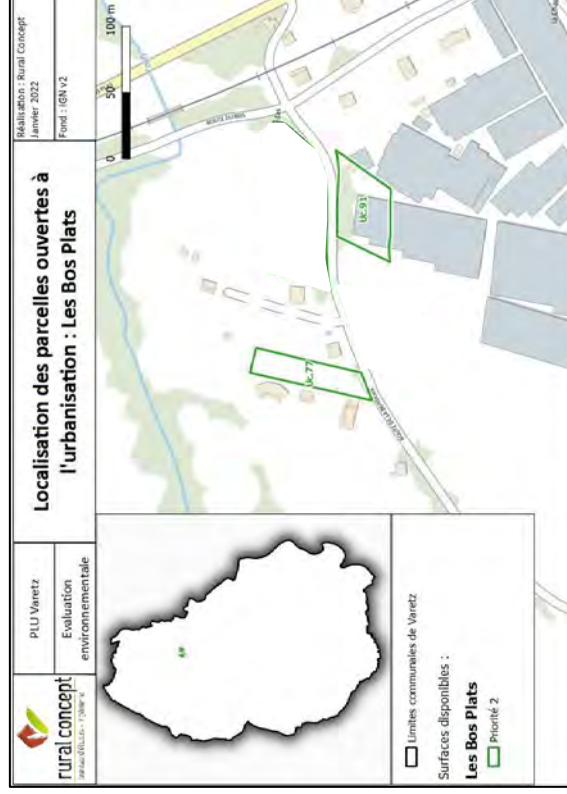 rural concept
PLU Varetz
Evaluation
environnementale
Localisation des parcelles ouvertes à
l'urbanisation : Les Bos Plats
Réalisation : Rural Concept
Janvier 2022
Fond : IGN v2
0
50
100 m
Uc.77
Uc.91
Limites communales de Varetz
Surfaces disponibles :
Les Bos Plats
Priorité 2